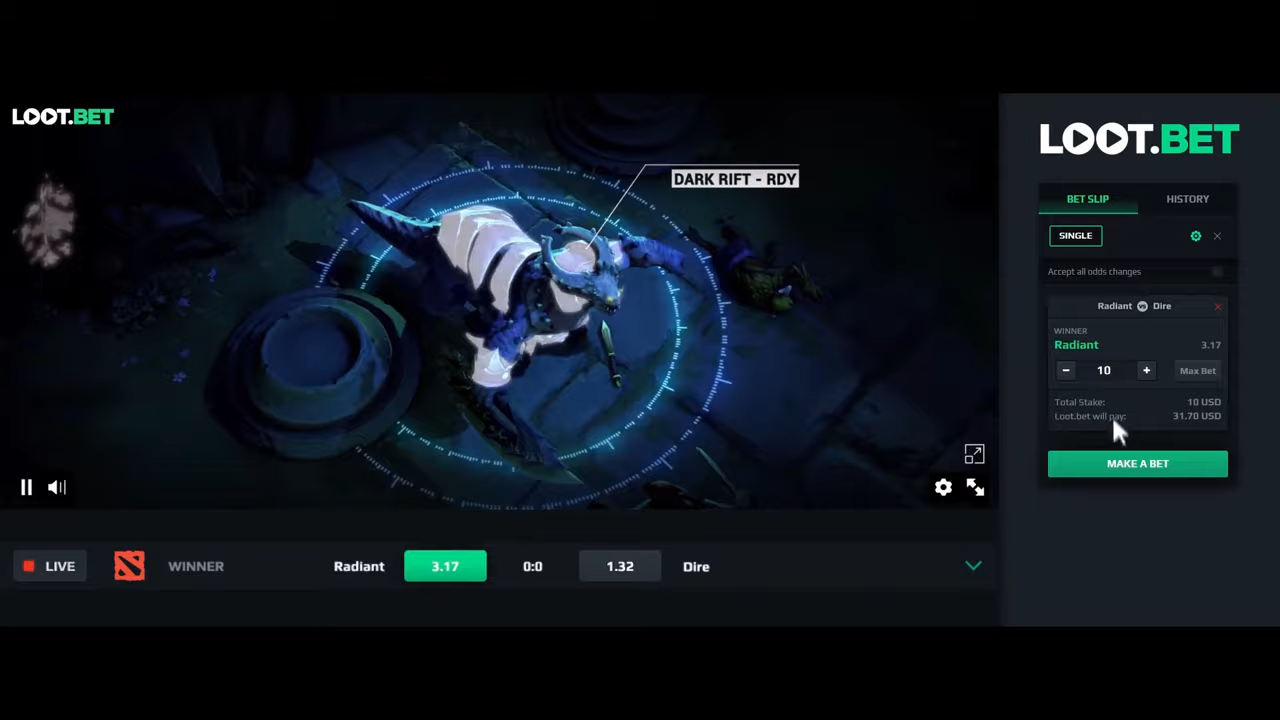 LOOT.BET
DARK RIFT - RDY
LOOT.BET
BET SLIP
HISTORY
SINGLE
Accept all odds changes
Radiant VS Dire
WINNER
Radiant 3.17
10 Max Bet
Total Stake: 10 USD
Loot.bet will pay: 31.70 USD
MAKE A BET
LIVE WINNER Radiant 3.17 0:0 1.32 Dire